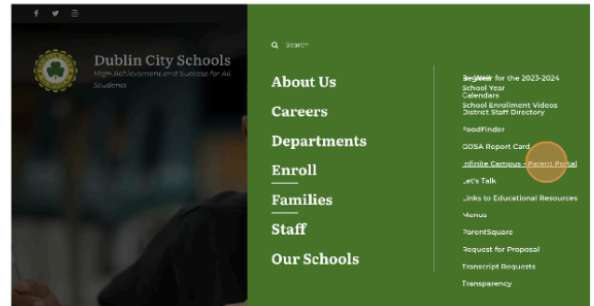 Dublin City Schools
High Achievement and Success for All
Students
Search
About Us
Careers
Departments
Enroll
Families
Staff
Our Schools
for the 2023-2024
School Year
Calendars
School Enrollment Videos
District Staff Directory
FoodFinder
GOSA Report Card
Infinite Campus - Parent Portal
Let's Talk
Links to Educational Resources
Menus
ParentSquare
Request for Proposal
Transcript Requests
Transparency